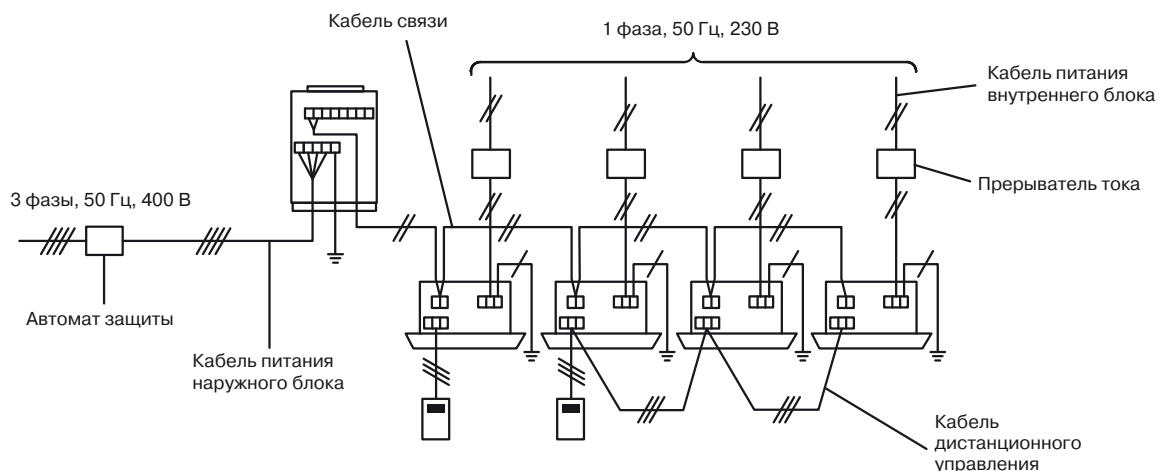 Кабель связи
1 фаза, 50 Гц, 230 В
Кабель питания
внутреннего блока
Прерыватель тока
3 фазы, 50 Гц, 400 В
Автомат защиты
Кабель питания
наружного блока
Кабель
дистанционного
управления